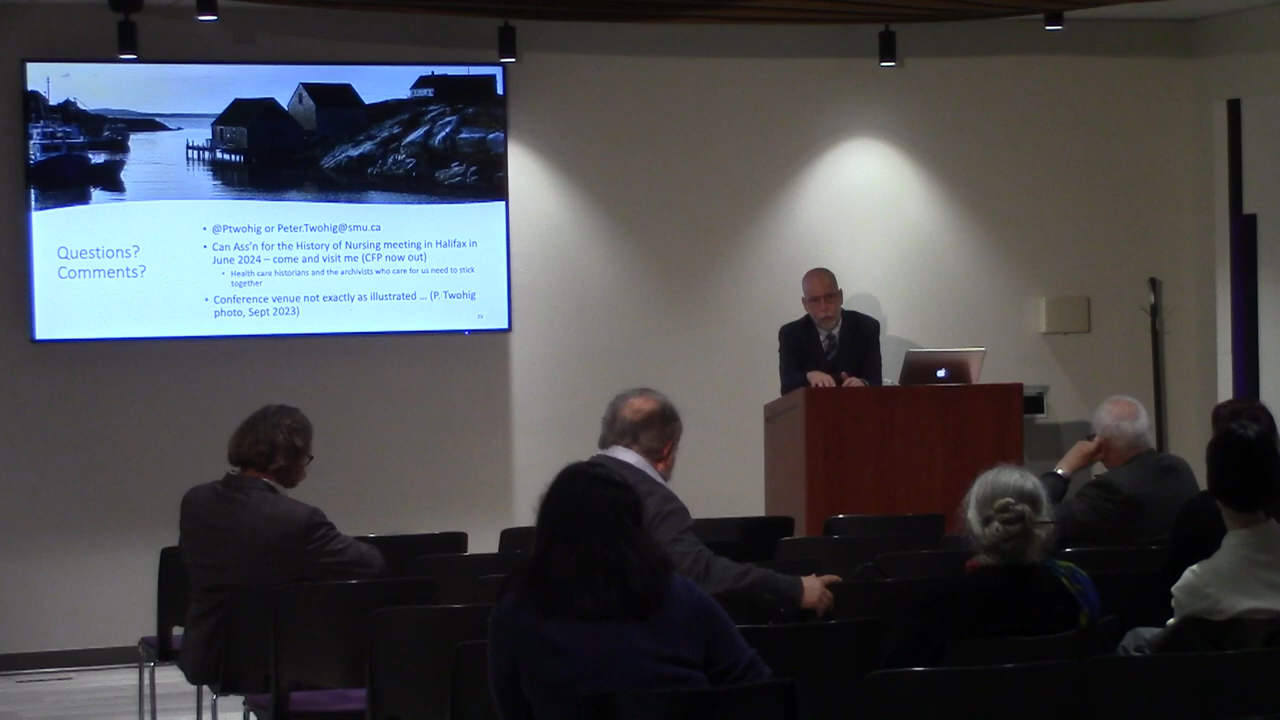 Questions?
Comments?
• @Ptwohig or Peter.Twohig@smu.ca
• Can Ass'n for the History of Nursing meeting in Halifax in
June 2024 – come and visit me (CFP now out)
• Health care historians and the archivists who care for us need to stick
together
• Conference venue not exactly as illustrated ... (P. Twohig
photo, Sept 2023)